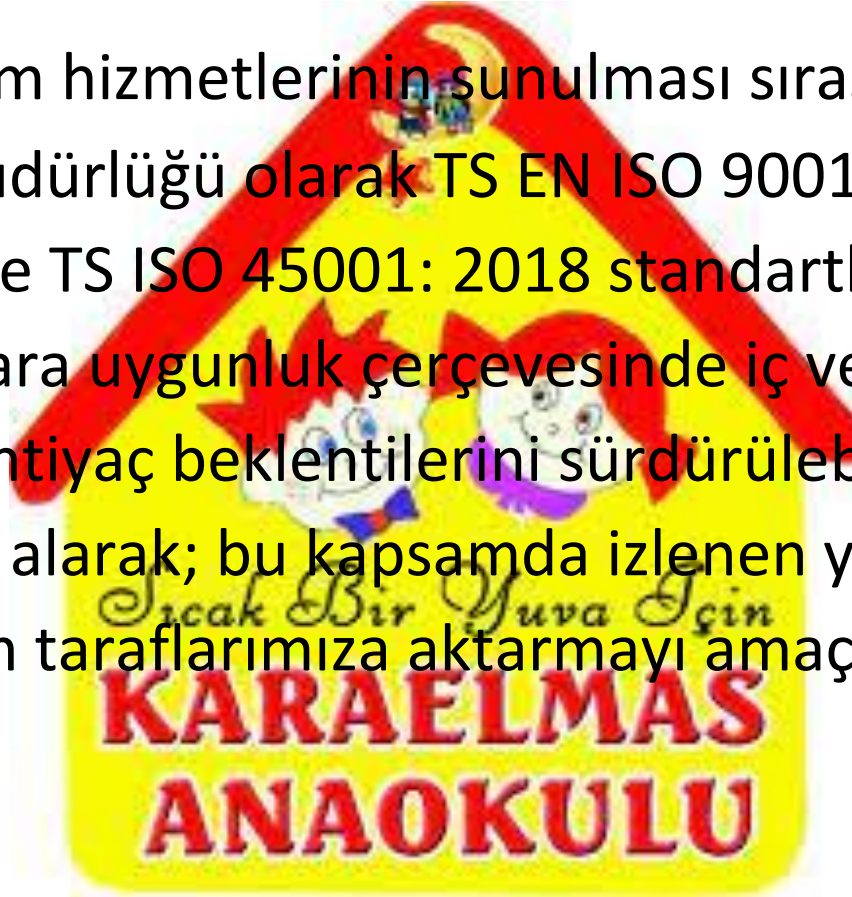 m hizmetlerinin sunulması sıra
üdürlüğü olarak TS EN ISO 9001
e TS ISO 45001: 2018 standartl
ara uygunluk çerçevesinde iç ve
ntiyaç beklentilerini sürdürüleb
alarak; bu kapsamda izlenen y
Sıcak Bir Yuva İçin
n taraflarımıza aktarmayı amaç
KARAELMAS
ANAOKULU